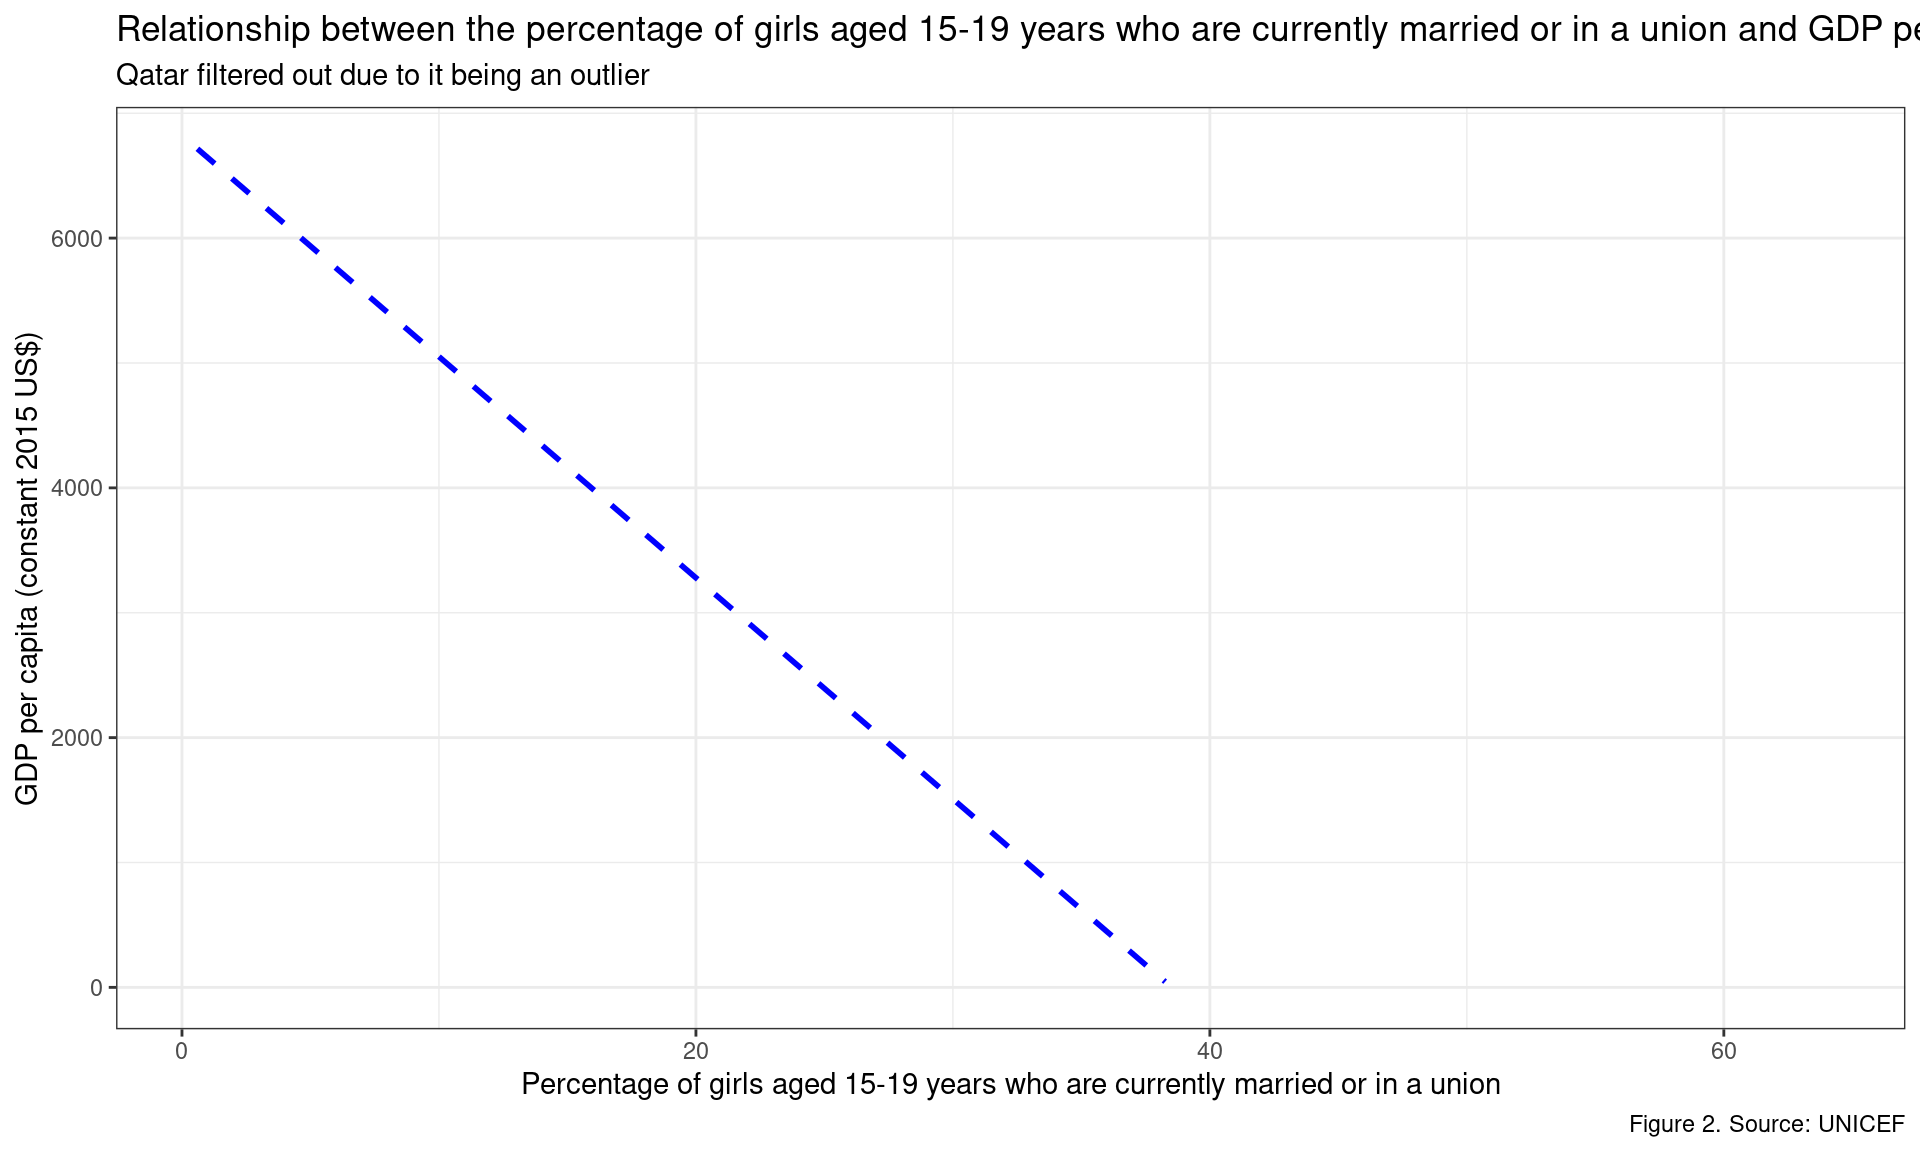 Relationship between the percentage of girls aged 15-19 years who are currently married or in a union and GDP pe
Qatar filtered out due to it being an outlier
GDP per capita (constant 2015 US$)
6000
4000
2000
0
0 20 40 60
Percentage of girls aged 15-19 years who are currently married or in a union
Figure 2. Source: UNICEF